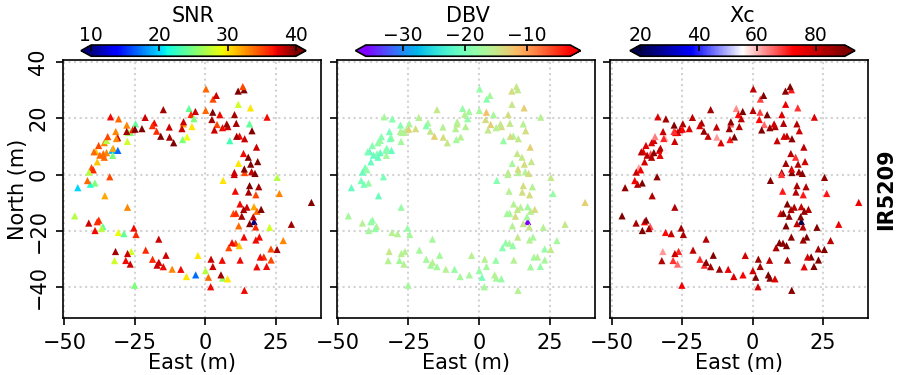 SNR DBV Xc
10 20 30 40 −30 −20 −10 20 40 60 80
40
20
0
−20
−40
North (m)
−50 −25 0 25 −50 −25 0 25 −50 −25 0 25
East (m) East (m) East (m)
IR5209